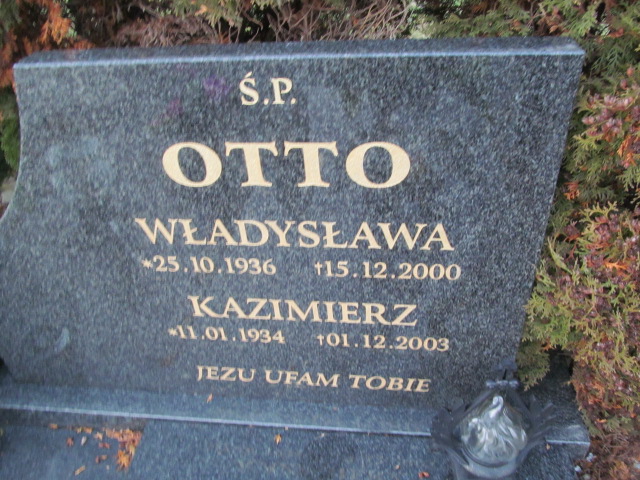 Ś.P.
OTTO
WŁADYSŁAWA
*25.10.1936 †15.12.2000
KAZIMIERZ
*11.01.1934 †01.12.2003
JEZU UFAM TOBIE